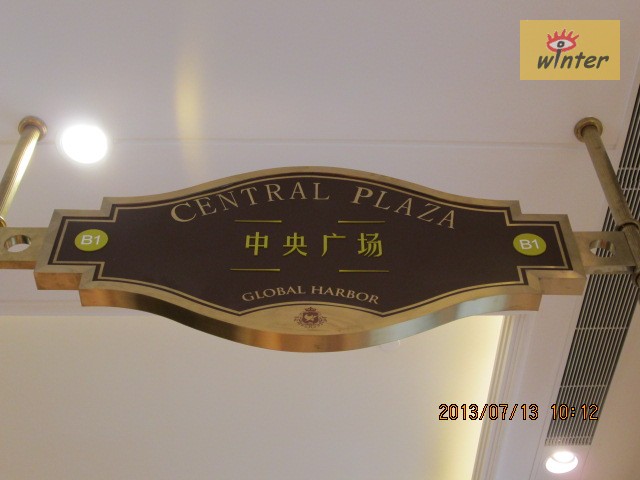 winter
CENTRAL PLAZA
B1 中央广场 B1
GLOBAL HARBOR
2013/07/13 10:12